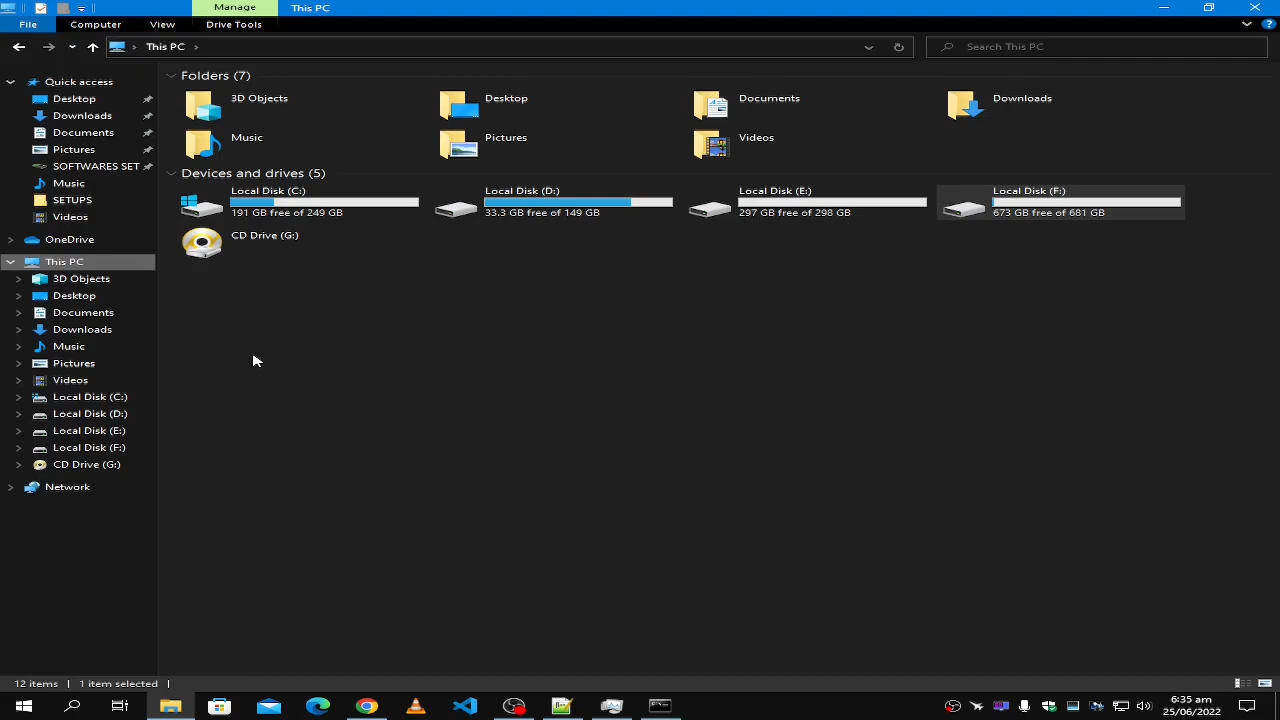 Manage
This PC
File
Computer
View
Drive Tools
This PC
Search This PC
Quick access
Desktop
Downloads
Documents
Pictures
SOFTWARES SET
Music
SETUPS
Videos
OneDrive
This PC
3D Objects
Desktop
Documents
Downloads
Music
Pictures
Videos
Local Disk (C:)
Local Disk (D:)
Local Disk (E:)
Local Disk (F:)
CD Drive (G:)
Network
Folders (7)
3D Objects
Desktop
Documents
Downloads
Music
Pictures
Videos
Devices and drives (5)
Local Disk (C:)
191 GB free of 249 GB
Local Disk (D:)
33.3 GB free of 149 GB
Local Disk (E:)
297 GB free of 298 GB
Local Disk (F:)
673 GB free of 681 GB
CD Drive (G:)
12 items
1 item selected
6:35 am
25/06/2022